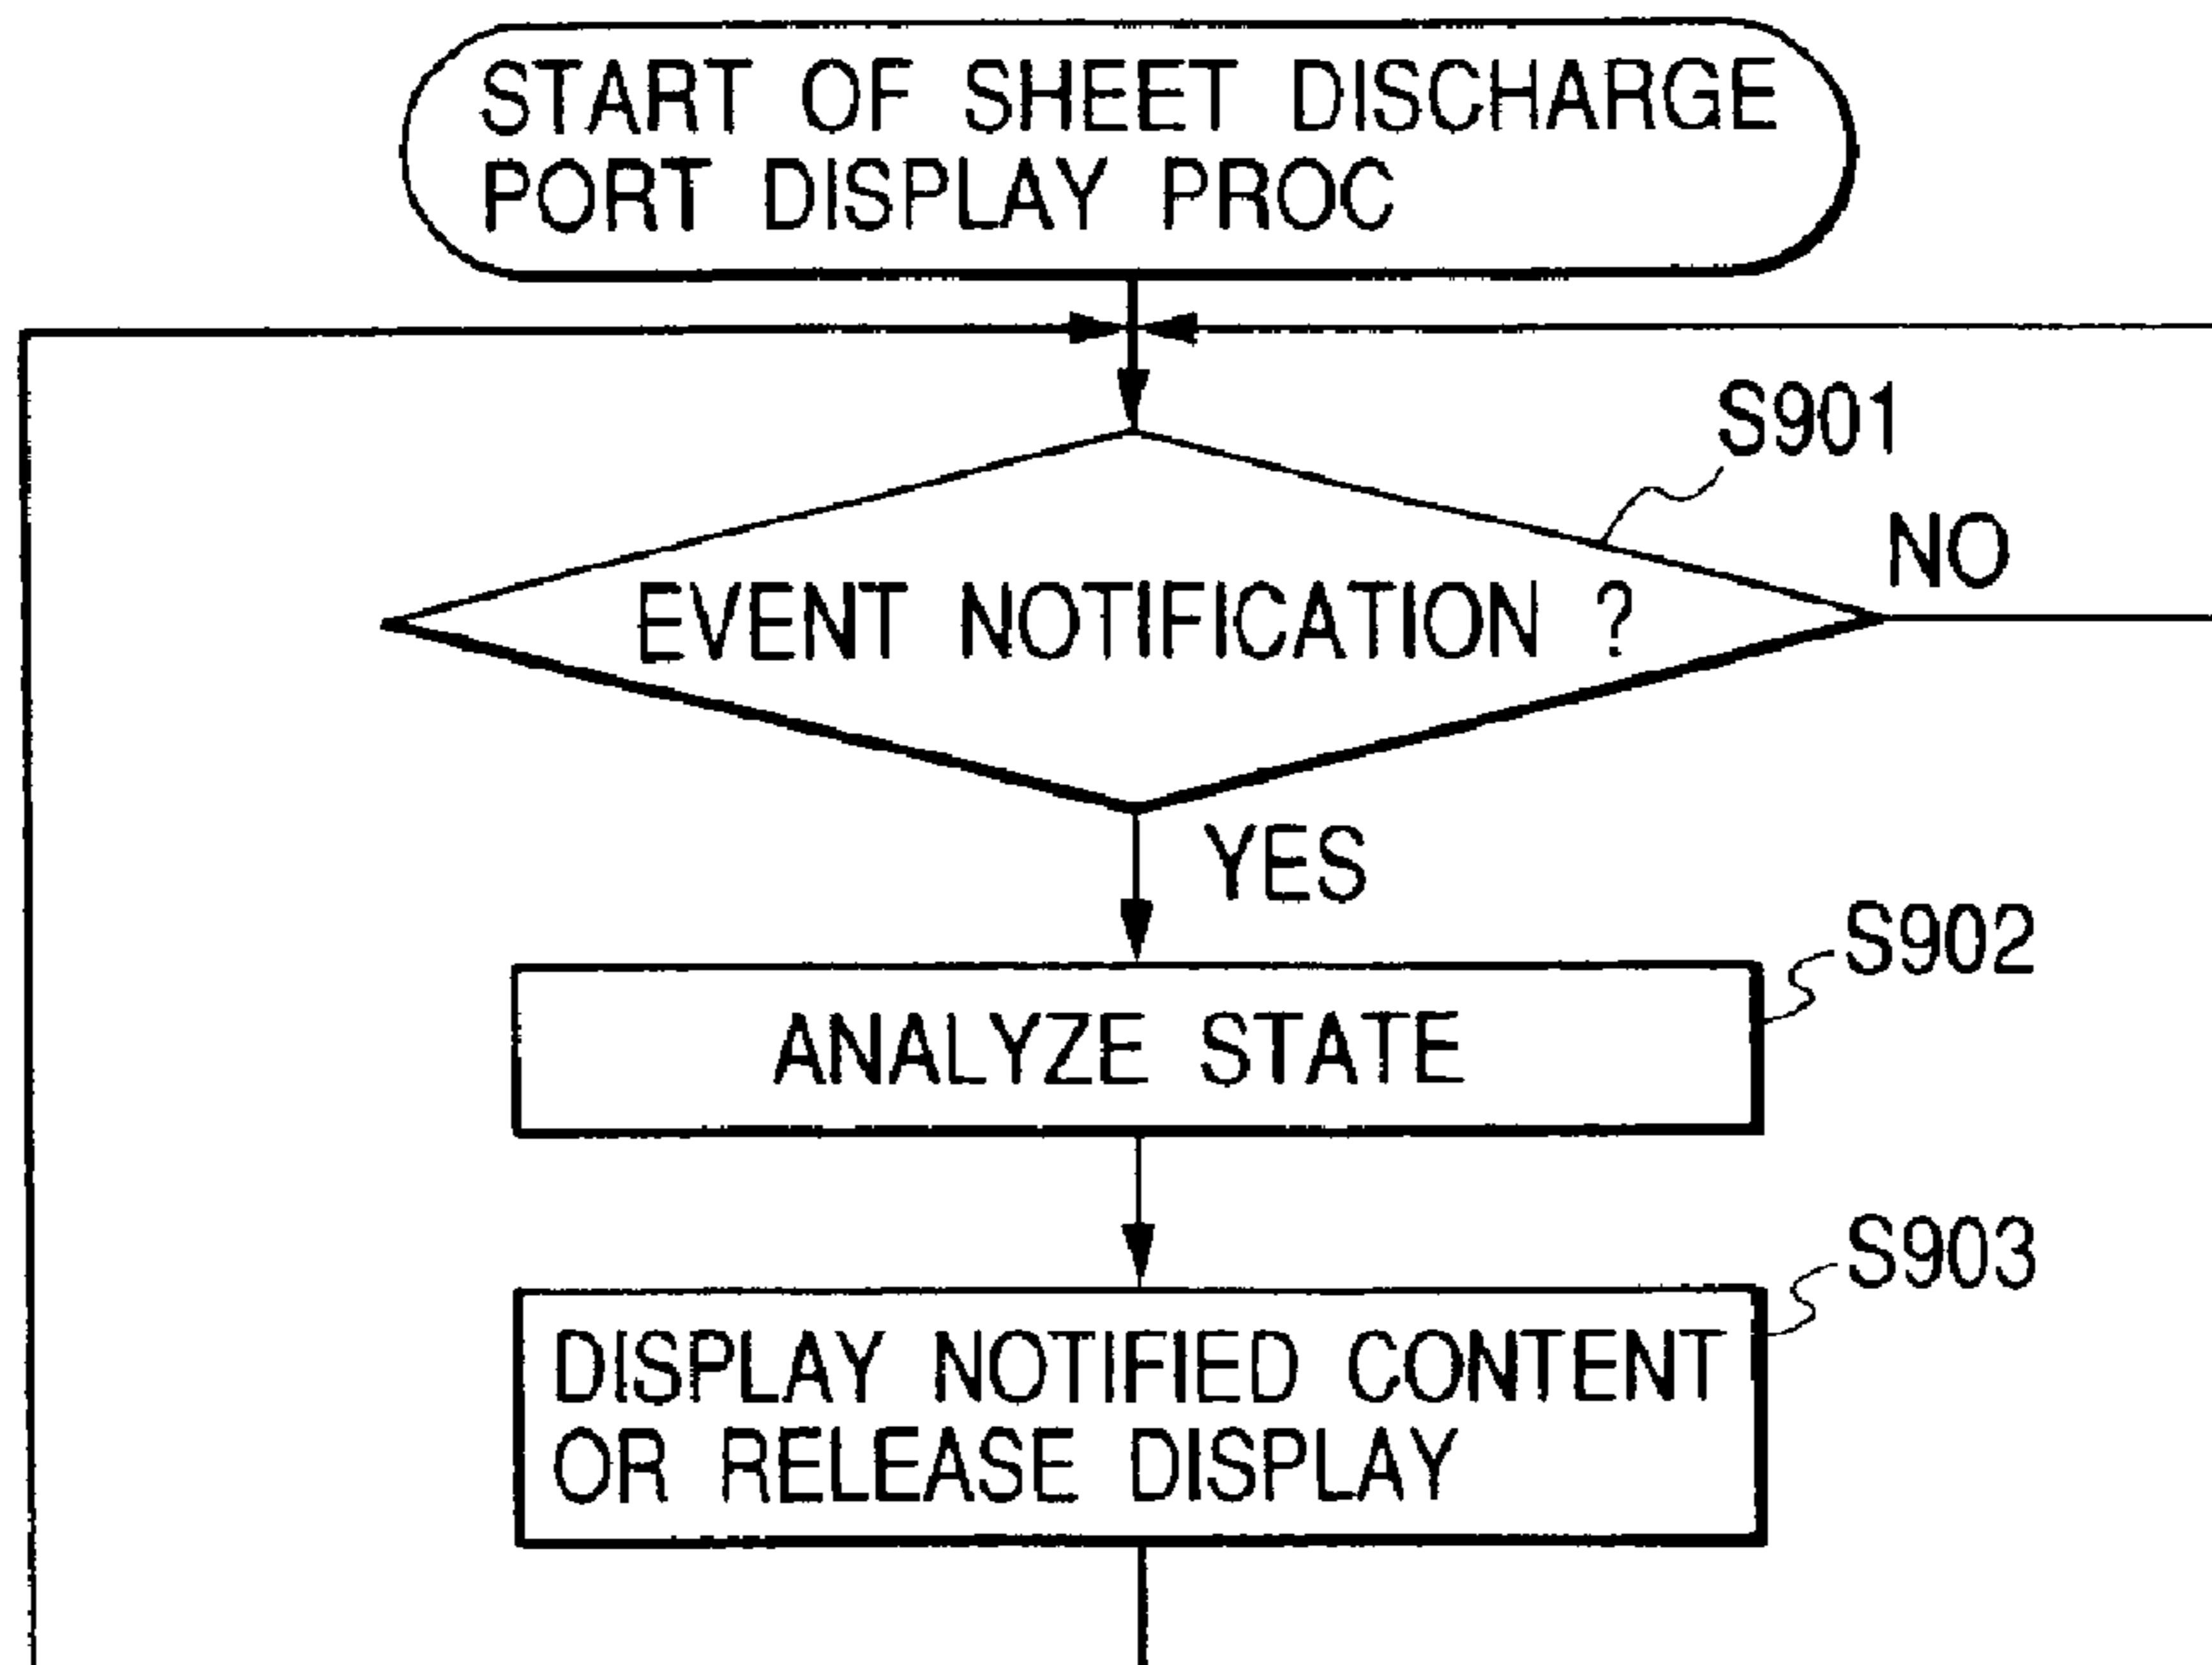 START OF SHEET DISCHARGE
PORT DISPLAY PROC
S901
NO
EVENT NOTIFICATION ?
YES
S902
ANALYZE STATE
S903
DISPLAY NOTIFIED CONTENT
OR RELEASE DISPLAY